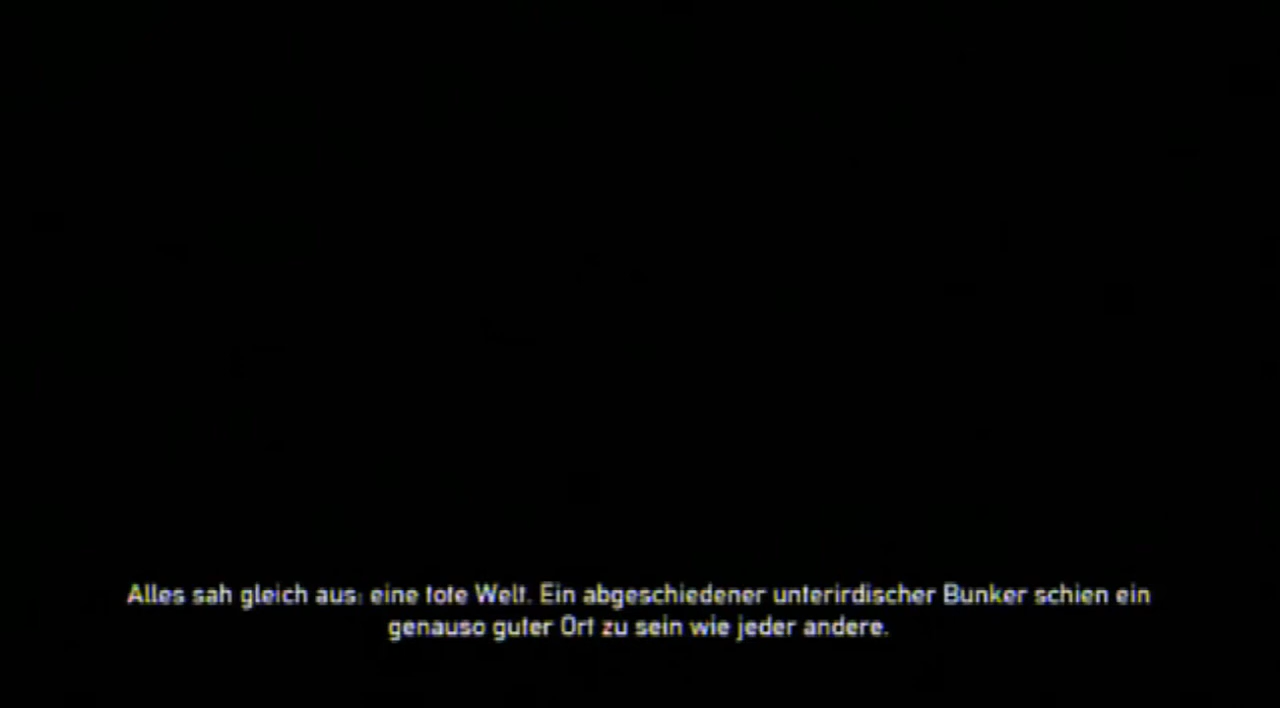 Alles sah gleich aus: eine tote Welt. Ein abgeschiedener unterirdischer Bunker schien ein
genauso guter Ort zu sein wie jeder andere.